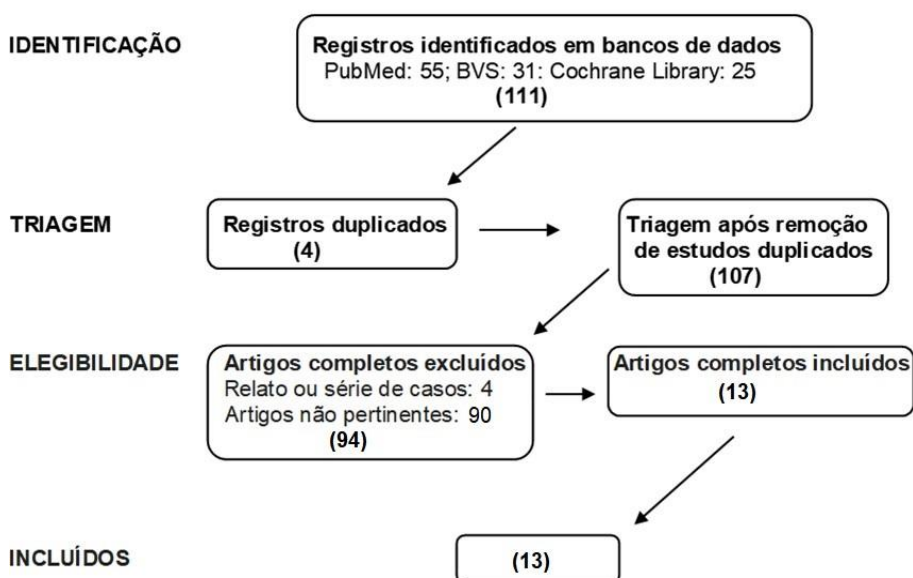 IDENTIFICAÇÃO
Registros identificados em bancos de dados
PubMed: 55; BVS: 31: Cochrane Library: 25
(111)
TRIAGEM
Registros duplicados
(4)
Triagem após remoção
de estudos duplicados
(107)
ELEGIBILIDADE
Artigos completos excluídos
Relato ou série de casos: 4
Artigos não pertinentes: 90
(94)
Artigos completos incluídos
(13)
INCLUÍDOS
(13)